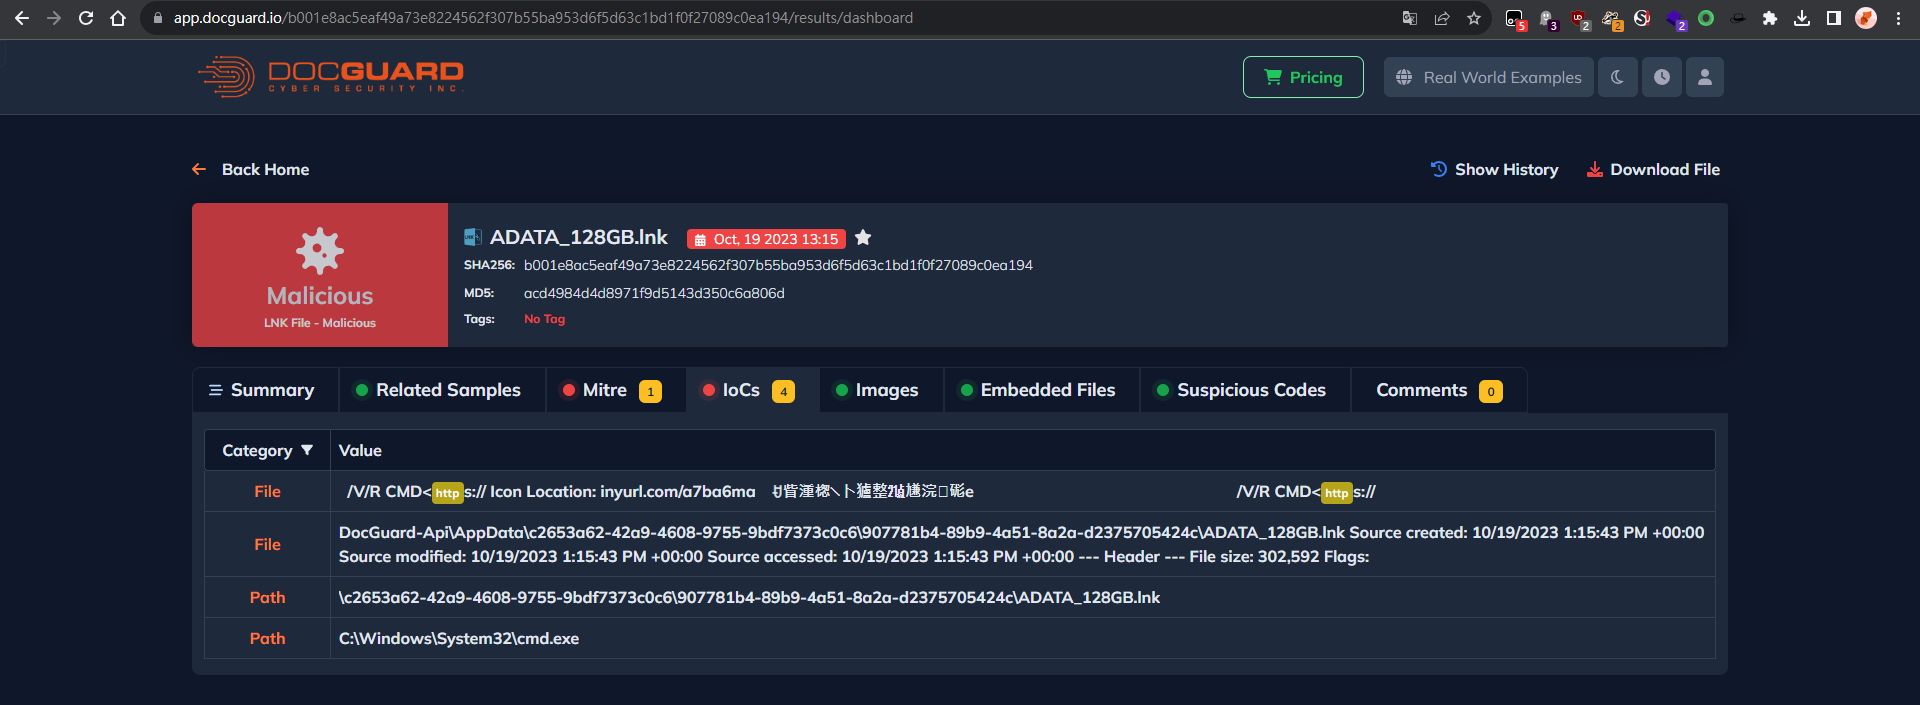 app.docguard.io/b001e8ac5eaf49a73e8224562f307b55ba953d6f5d63c1bd1f0f27089c0ea194/results/dashboard
5 3 2 2 2
DOCGUARD
CYBER SECURITY INC.
Pricing
Real World Examples
Back Home
Show History
Download File
Malicious
LNK File - Malicious
ADATA_128GB.lnk Oct, 19 2023 13:15
SHA256: b001e8ac5eaf49a73e8224562f307b55ba953d6f5d63c1bd1f0f27089c0ea194
MD5: acd4984d4d8971f9d5143d350c6a806d
Tags: No Tag
Summary Related Samples Mitre 1 IoCs 4 Images Embedded Files Suspicious Codes Comments 0
Category Value
File /V/R CMD<https:// Icon Location: inyurl.com/a7ba6ma /V/R CMD<https://
File DocGuard-Api\AppData\c2653a62-42a9-4608-9755-9bdf7373c0c6\907781b4-89b9-4a51-8a2a-d2375705424c\ADATA_128GB.lnk Source created: 10/19/2023 1:15:43 PM +00:00
Source modified: 10/19/2023 1:15:43 PM +00:00 Source accessed: 10/19/2023 1:15:43 PM +00:00 --- Header --- File size: 302,592 Flags:
Path \c2653a62-42a9-4608-9755-9bdf7373c0c6\907781b4-89b9-4a51-8a2a-d2375705424c\ADATA_128GB.lnk
Path C:\Windows\System32\cmd.exe